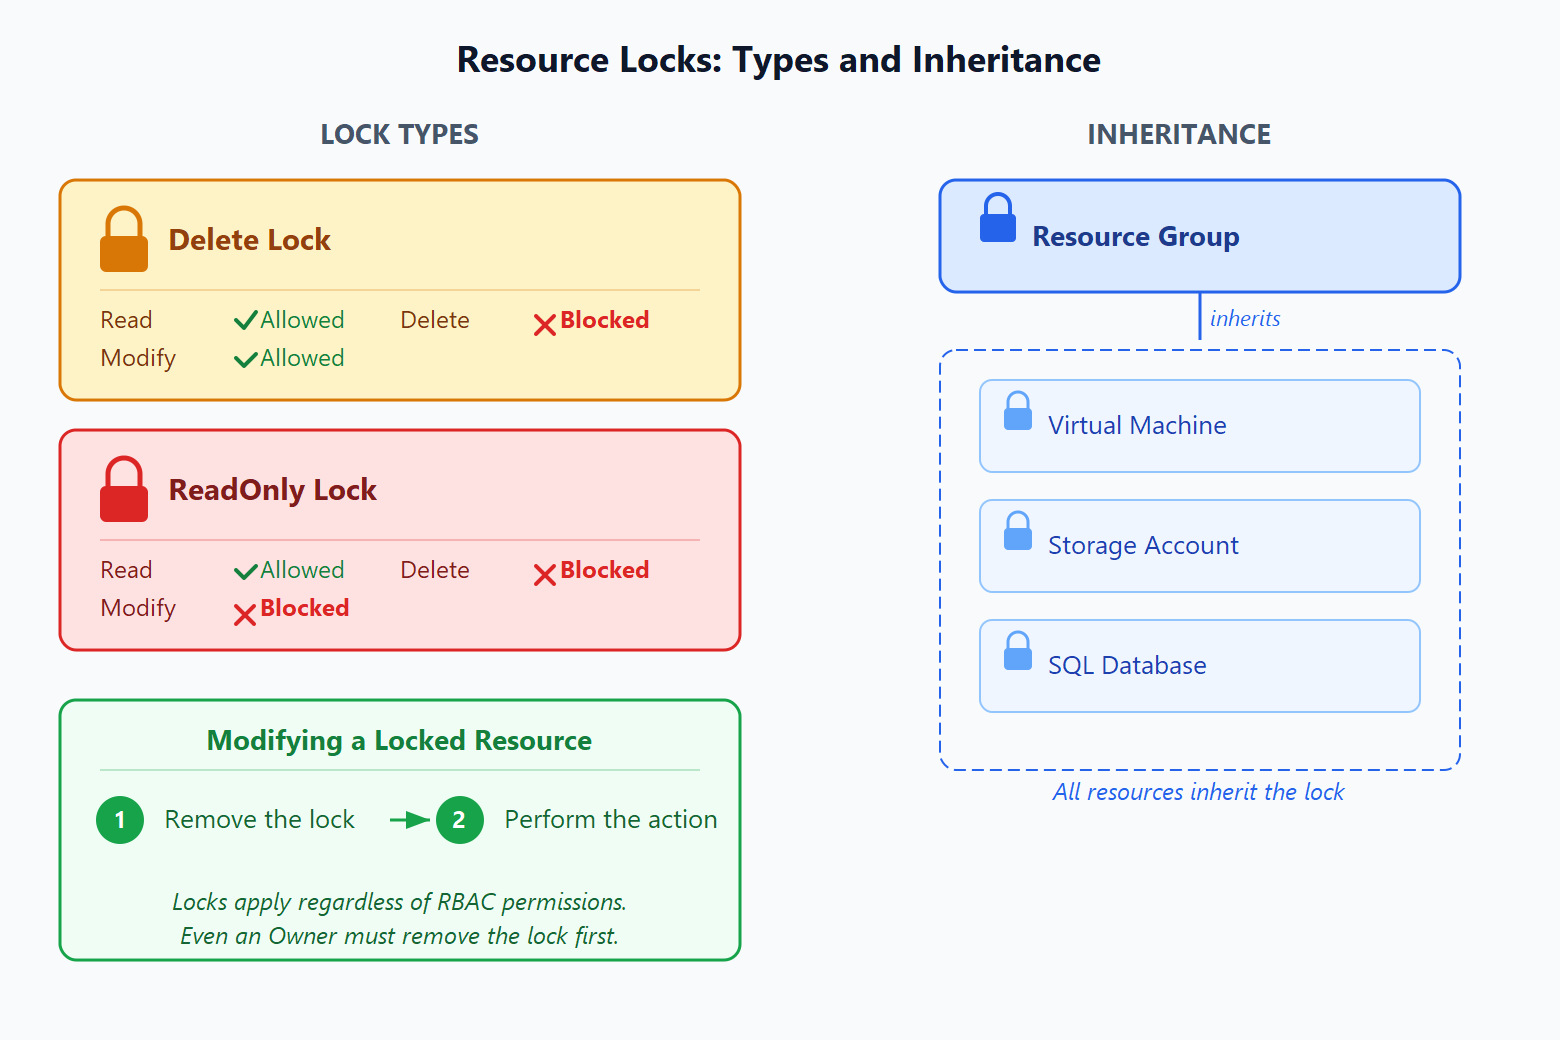 Resource Locks: Types and Inheritance
LOCK TYPES
Delete Lock
Read Allowed Delete Blocked
Modify Allowed
ReadOnly Lock
Read Allowed Delete Blocked
Modify Blocked
Modifying a Locked Resource
1 Remove the lock 2 Perform the action
Locks apply regardless of RBAC permissions.
Even an Owner must remove the lock first.
INHERITANCE
Resource Group
inherits
Virtual Machine
Storage Account
SQL Database
All resources inherit the lock